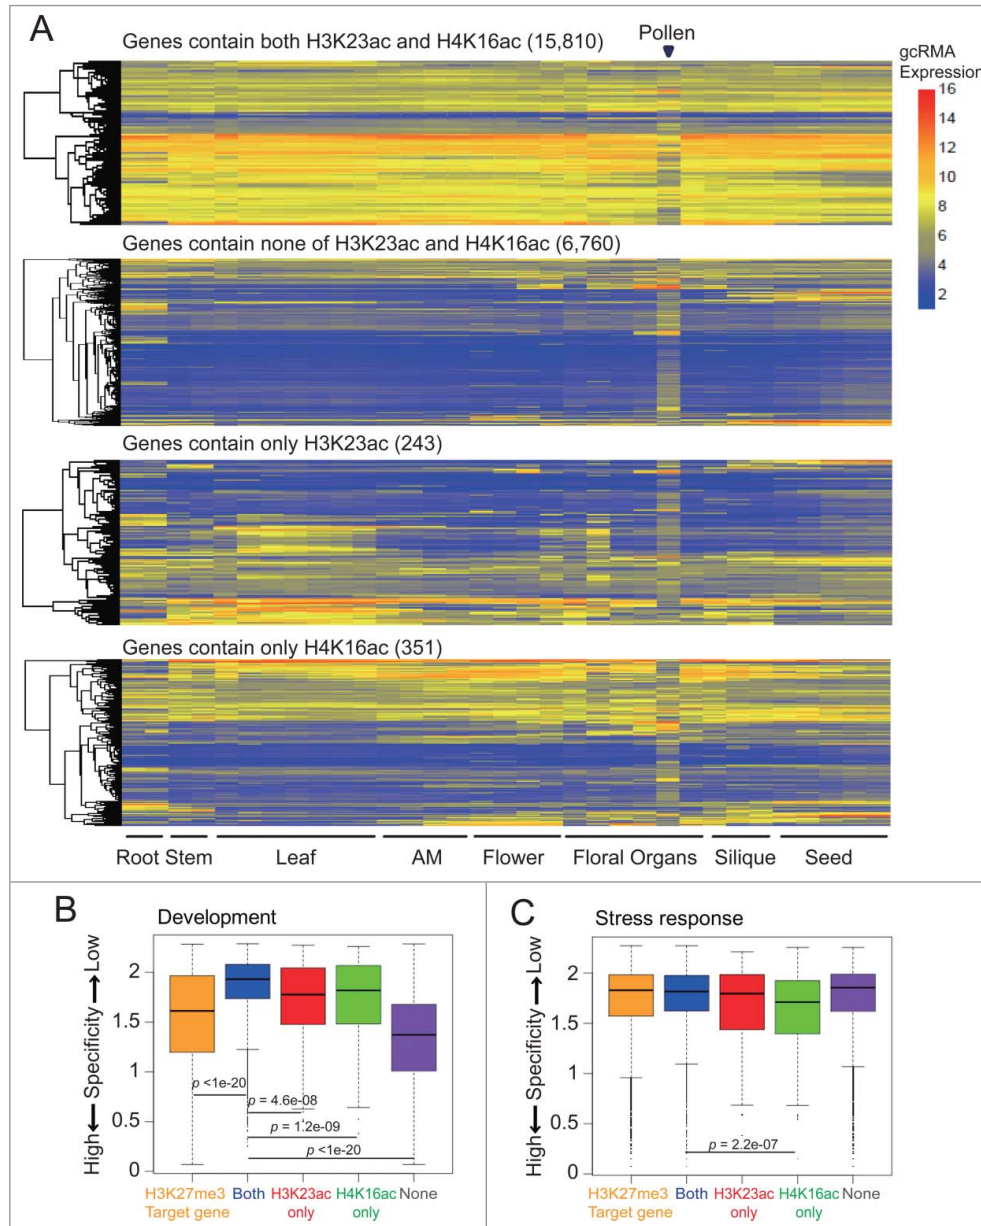 A
Genes contain both H3K23ac and H4K16ac (15,810)
Pollen
gcRMA
Expression
16
14
12
10
8
6
4
2
Genes contain none of H3K23ac and H4K16ac (6,760)
Genes contain only H3K23ac (243)
Genes contain only H4K16ac (351)
Root Stem Leaf AM Flower Floral Organs Silique Seed
B
Development
High Specificity Low
2
1.5
1
0.5
0
p <1e-20
p = 4.6e-08
p = 1.2e-09
p <1e-20
H3K27me3 Both H3K23ac H4K16ac None
Target gene only only
C
Stress response
High Specificity Low
2
1.5
1
0.5
0
p = 2.2e-07
H3K27me3 Both H3K23ac H4K16ac None
Target gene only only